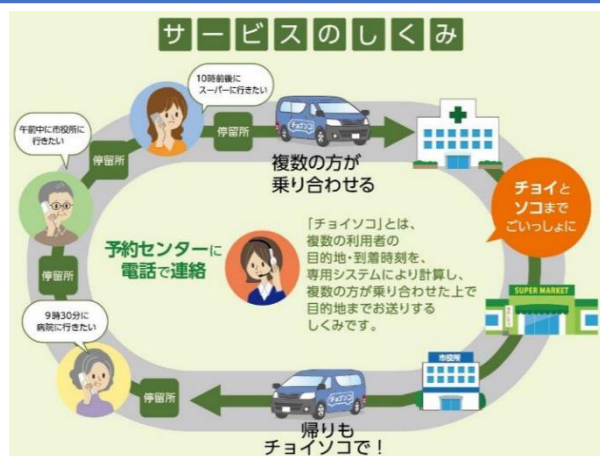 サービスのしくみ
10時前後に
スーパーに行きたい
午前中に市役所に
行きたい
停留所
停留所
チョイソコ
複数の方が
乗り合わせる
チョイと
ソコまで
ごいっしょに
予約センターに
電話で連絡
「チョイソコ」とは、
複数の利用者の
目的地・到着時刻を、
専用システムにより計算し、
複数の方が乗り合わせた上で
目的地までお送りする
しくみです。
停留所
SUPER MARKET
9時30分に
病院に行きたい
市役所
停留所
チョイソコ
帰りも
チョイソコで！